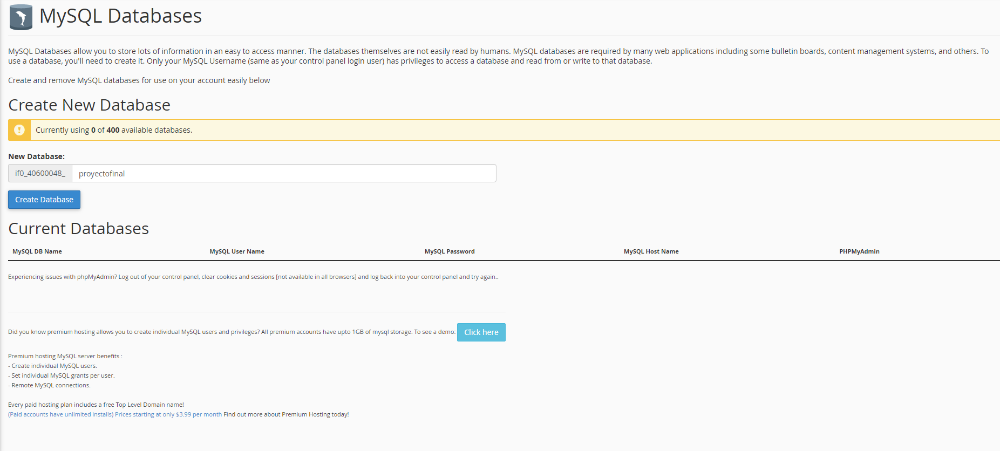 MySQL Databases
MySQL Databases allow you to store lots of information in an easy to access manner. The databases themselves are not easily read by humans. MySQL databases are required by many web applications including some bulletin boards, content management systems, and others. To
use a database, you'll need to create it. Only your MySQL Username (same as your control panel login user) has privileges to access a database and read from or write to that database.
Create and remove MySQL databases for use on your account easily below
Create New Database
Currently using 0 of 400 available databases.
New Database:
if0_40600048_ proyectofinal
Create Database
Current Databases
MySQL DB Name MySQL User Name MySQL Password MySQL Host Name PHPMyAdmin
Experiencing issues with phpMyAdmin? Log out of your control panel, clear cookies and sessions [not available in all browsers] and log back into your control panel and try again..
Did you know premium hosting allows you to create individual MySQL users and privileges? All premium accounts have upto 1GB of mysql storage. To see a demo: Click here
Premium hosting MySQL server benefits :
- Create individual MySQL users.
- Set individual MySQL grants per user.
- Remote MySQL connections.
Every paid hosting plan includes a free Top Level Domain name!
(Paid accounts have unlimited installs) Prices starting at only $3.99 per month Find out more about Premium Hosting today!